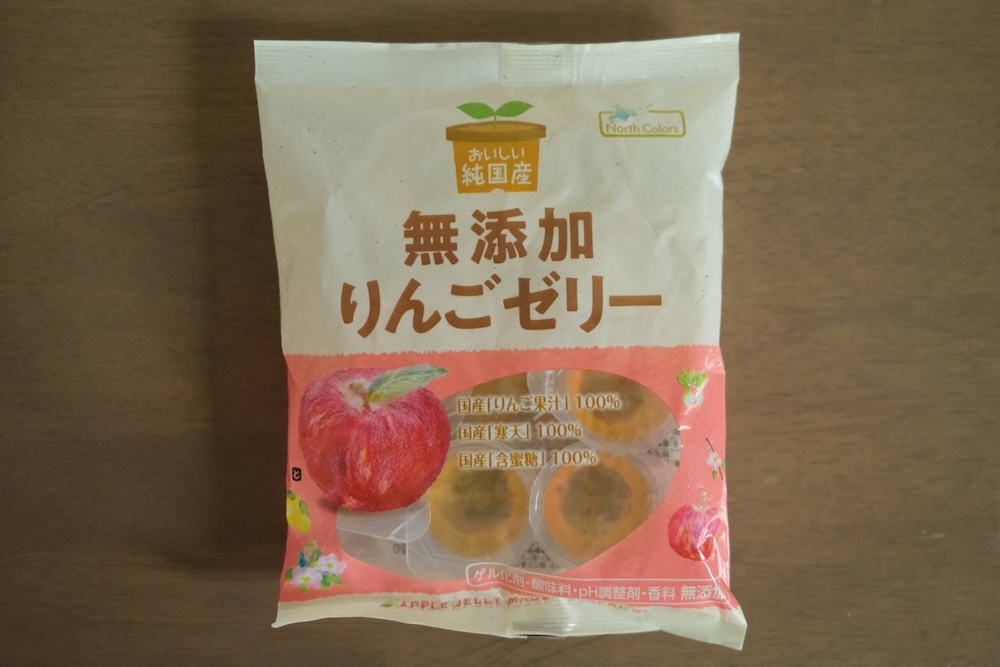 North Colors
おいしい
純国産
無添加
りんごゼリー
国産「りんご果汁」100%
国産「寒天」100%
国産「含蜜糖」100%
と
ゲル化剤・酸味料・pH調整剤・香料 無添加
APPLE JELLY